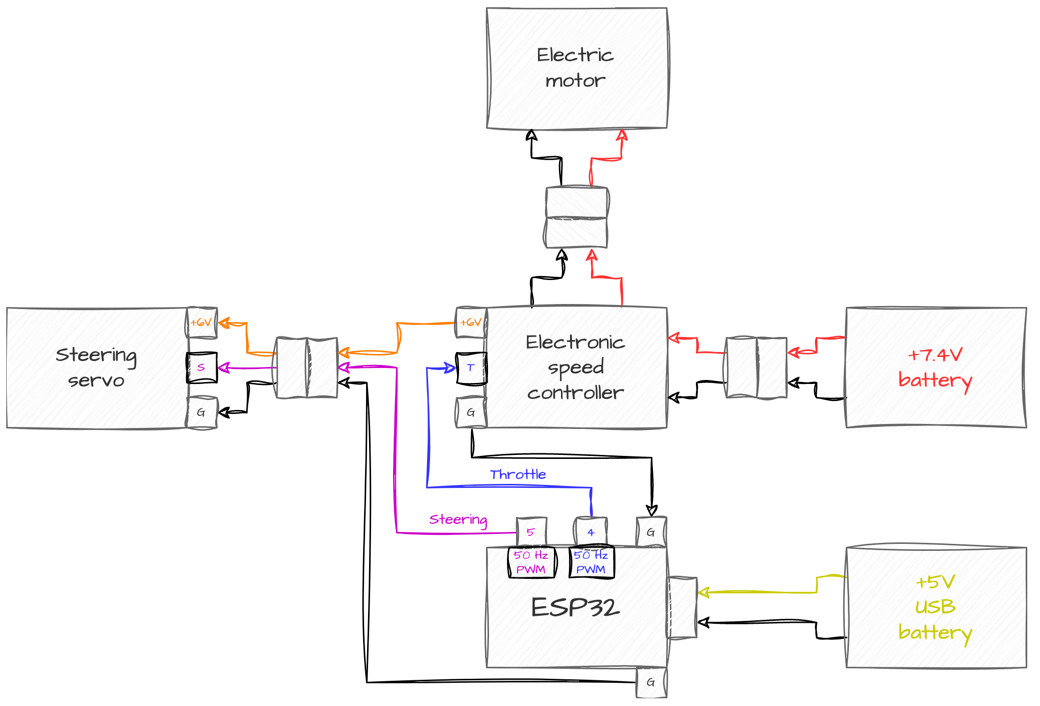 Electric
motor
+6V
S
G
Steering
servo
+6V
T
G
Electronic
speed
controller
+7.4V
battery
Throttle
Steering
5
4
G
50 Hz
PWM
50 Hz
PWM
ESP32
+5V
USB
battery
G